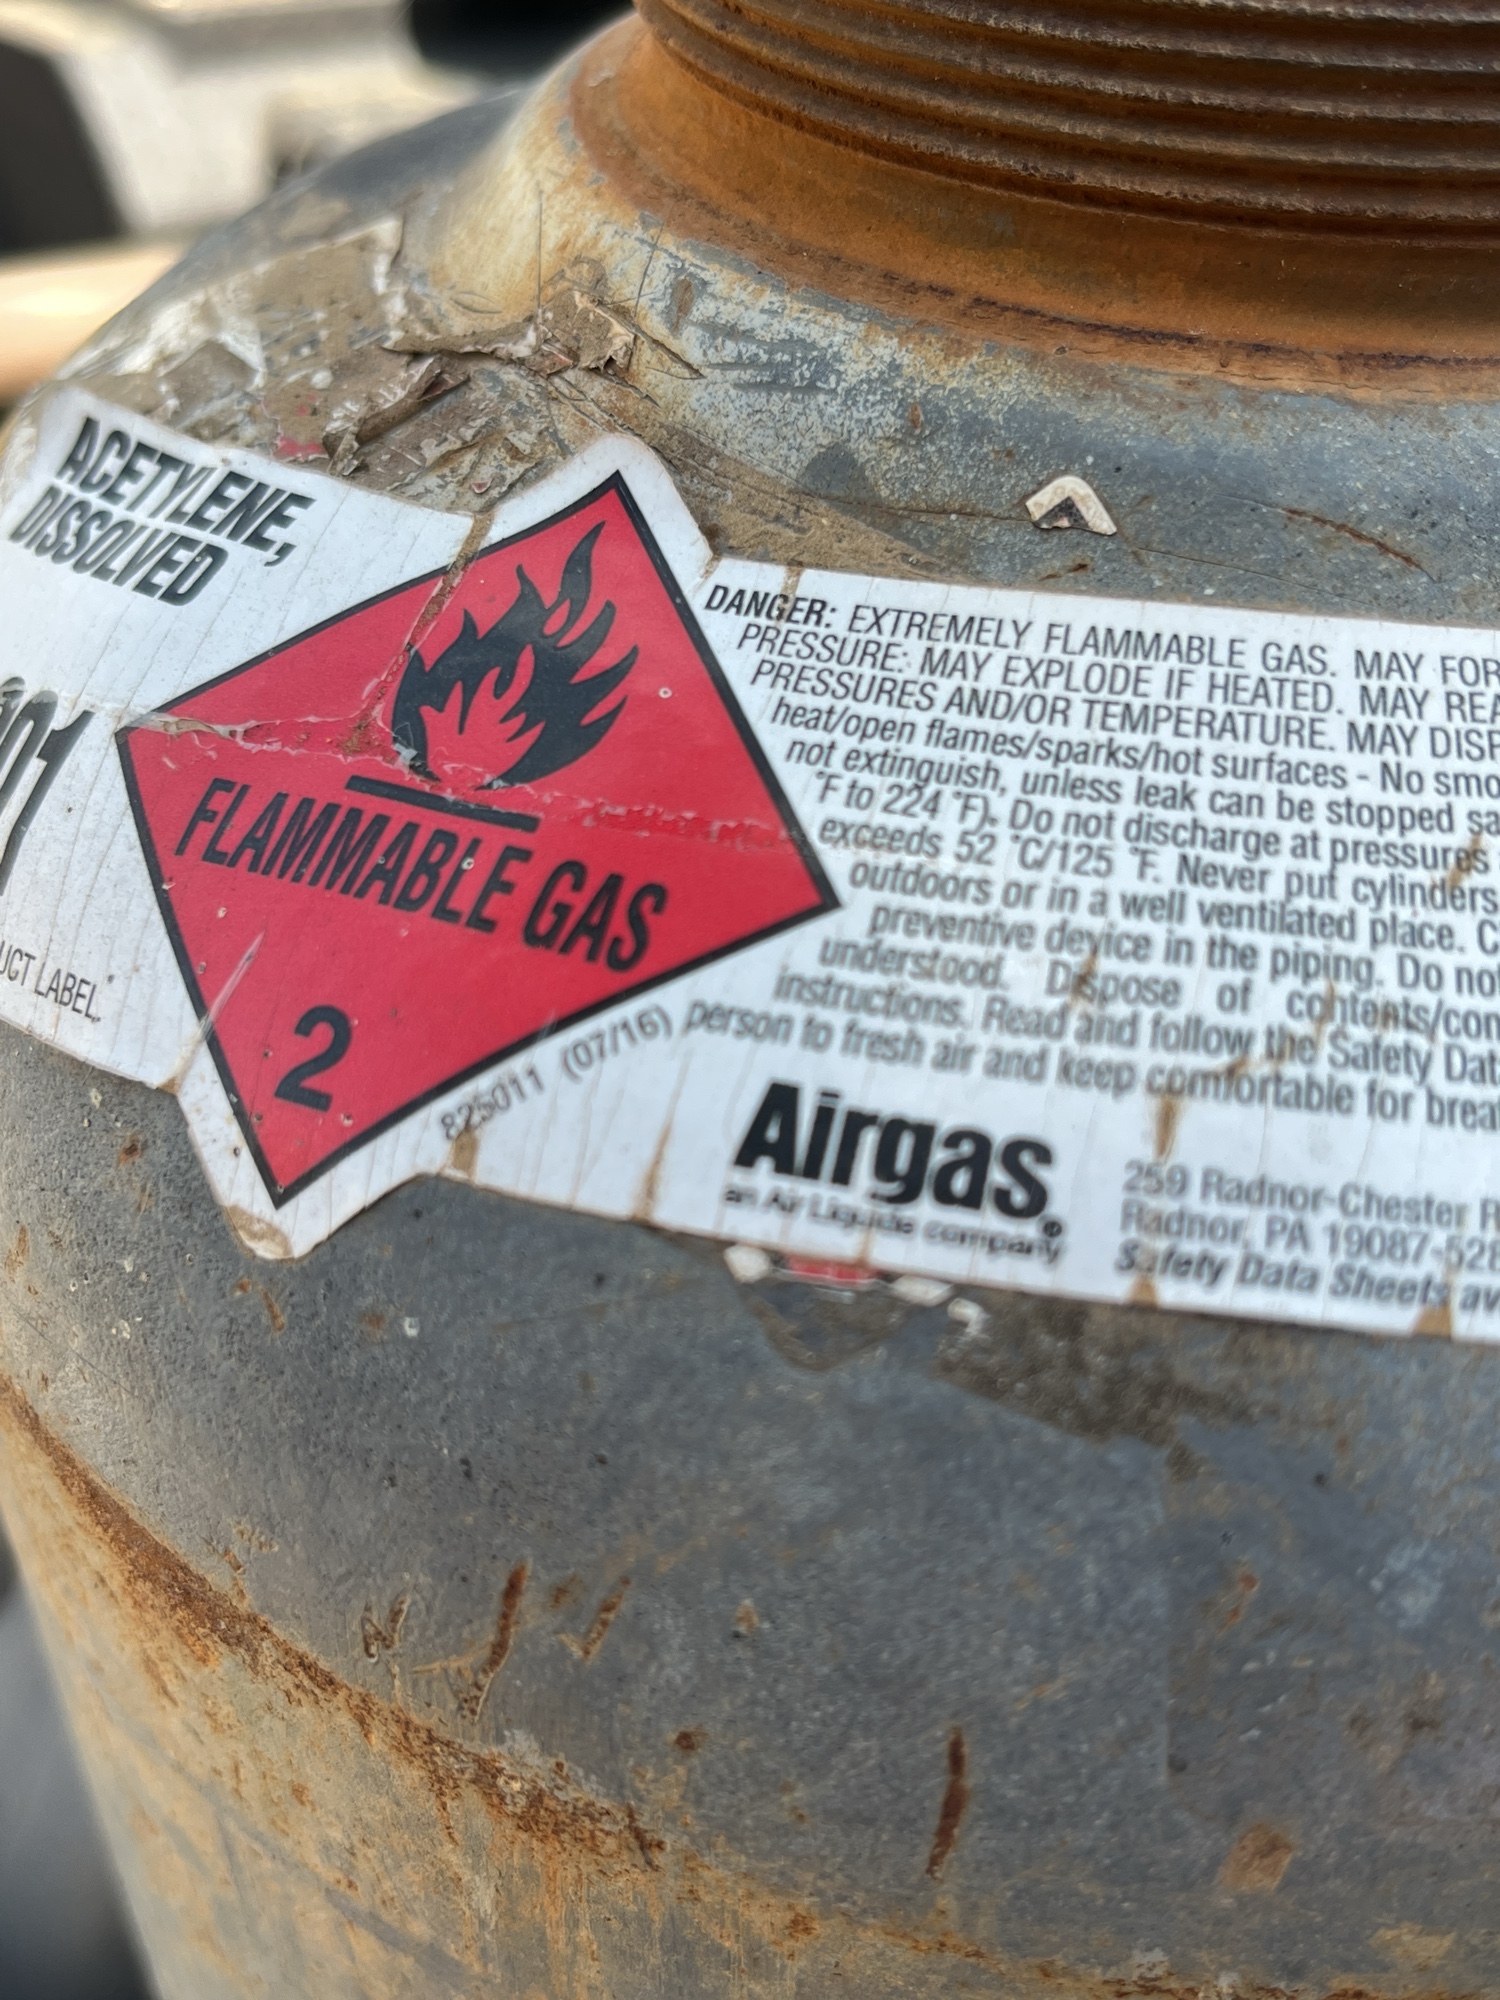 ACETYLENE,
DISSOLVED
001
UCT LABEL.
FLAMMABLE GAS
2
825011 (07/16)
DANGER: EXTREMELY FLAMMABLE GAS. MAY FOR
PRESSURE: MAY EXPLODE IF HEATED. MAY REA
PRESSURES AND/OR TEMPERATURE. MAY DISP
heat/open flames/sparks/hot surfaces - No smo
not extinguish, unless leak can be stopped sa
°F to 224 °F). Do not discharge at pressures
exceeds 52 °C/125 °F. Never put cylinders
outdoors or in a well ventilated place. C
preventive device in the piping. Do not
understood. Dispose of contents/con
instructions. Read and follow the Safety Dat
person to fresh air and keep comfortable for brea
Airgas®
an Air Liquide company
259 Radnor-Chester R
Radnor, PA 19087-528
Safety Data Sheets av